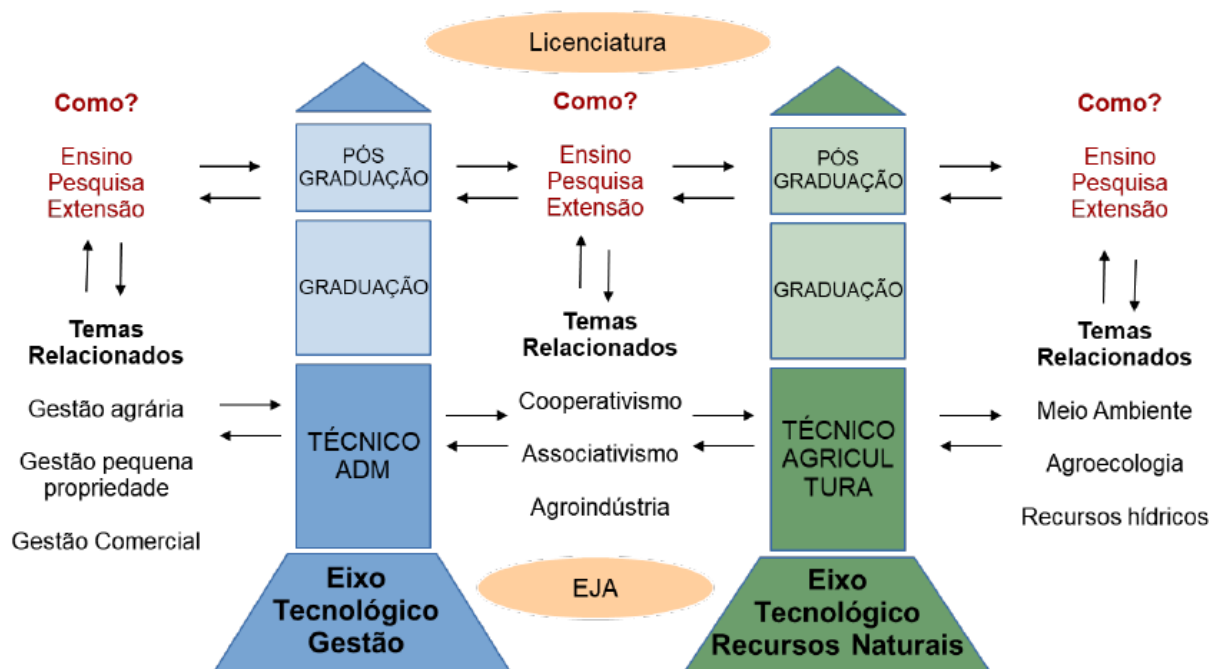 Licenciatura
Como?
Ensino
Pesquisa
Extensão
Temas
Relacionados
Gestão agrária
Gestão pequena
propriedade
Gestão Comercial
PÓS
GRADUAÇÃO
GRADUAÇÃO
TÉCNICO
ADM
Eixo
Tecnológico
Gestão
Como?
Ensino
Pesquisa
Extensão
Temas
Relacionados
Cooperativismo
Associativismo
Agroindústria
EJA
PÓS
GRADUAÇÃO
GRADUAÇÃO
TÉCNICO
AGRICUL
TURA
Eixo
Tecnológico
Recursos Naturais
Como?
Ensino
Pesquisa
Extensão
Temas
Relacionados
Meio Ambiente
Agroecologia
Recursos hídricos